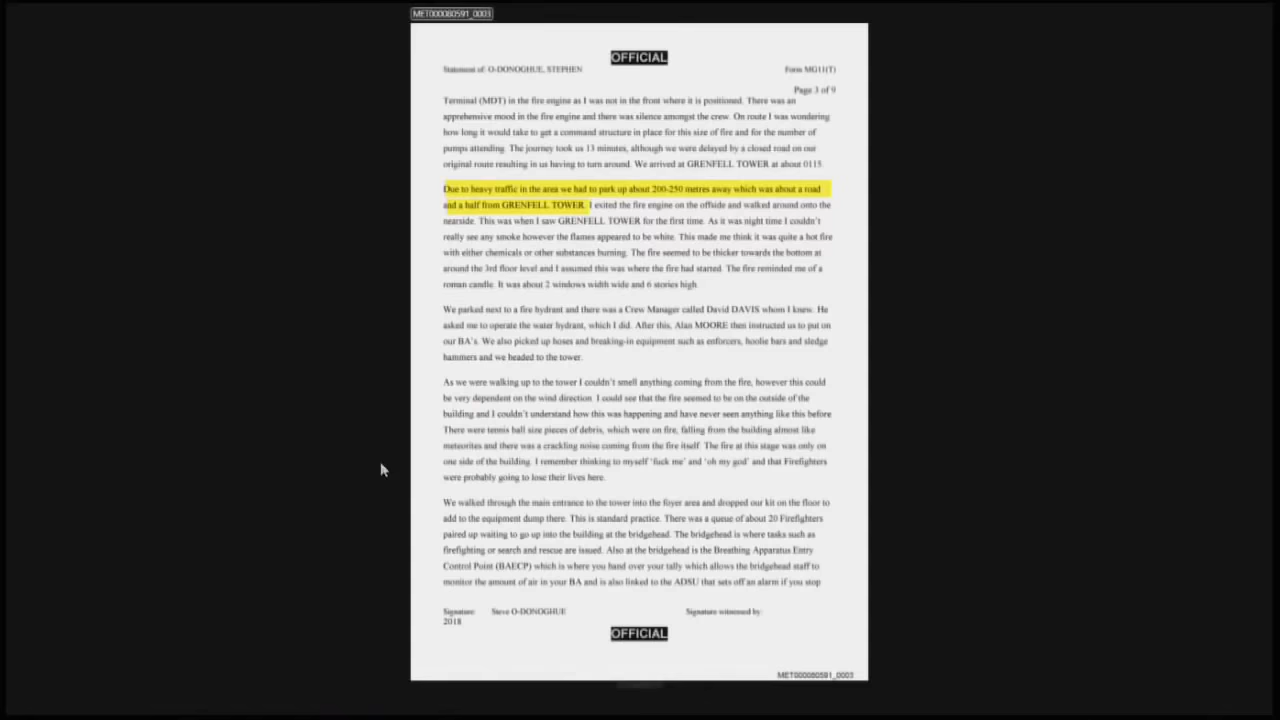 MET000080591_0003
OFFICIAL
Statement of: O-DONOGHUE, STEPHEN
Form MG11(T)
Page 3 of 9
Terminal (MDT) in the fire engine as I was not in the front where it is positioned. There was an
apprehensive mood in the fire engine and there was silence amongst the crew. On route I was wondering
how long it would take to get a command structure in place for this size of fire and for the number of
pumps attending. The journey took us 13 minutes, although we were delayed by a closed road on our
original route resulting in us having to turn around. We arrived at GRENFELL TOWER at about 0115.
Due to heavy traffic in the area we had to park up about 200-250 metres away which was about a road
and a half from GRENFELL TOWER. I exited the fire engine on the offside and walked around onto the
nearside. This was when I saw GRENFELL TOWER for the first time. As it was night time I couldn't
really see any smoke however the flames appeared to be white. This made me think it was quite a hot fire
with either chemicals or other substances burning. The fire seemed to be thicker towards the bottom at
around the 3rd floor level and I assumed this was where the fire had started. The fire reminded me of a
roman candle. It was about 2 windows width wide and 6 stories high.
We parked next to a fire hydrant and there was a Crew Manager called David DAVIS whom I knew. He
asked me to operate the water hydrant, which I did. After this, Alan MOORE then instructed us to put on
our BA's. We also picked up hoses and breaking-in equipment such as enforcers, hoolie bars and sledge
hammers and we headed to the tower.
As we were walking up to the tower I couldn't smell anything coming from the fire, however this could
be very dependent on the wind direction. I could see that the fire seemed to be on the outside of the
building and I couldn't understand how this was happening and have never seen anything like this before
There were tennis ball size pieces of debris, which were on fire, falling from the building almost like
meteorites and there was a crackling noise coming from the fire itself. The fire at this stage was only on
one side of the building. I remember thinking to myself 'fuck me' and 'oh my god' and that Firefighters
were probably going to lose their lives here.
We walked through the main entrance to the tower into the foyer area and dropped our kit on the floor to
add to the equipment dump there. This is standard practice. There was a queue of about 20 Firefighters
paired up waiting to go up into the building at the bridgehead. The bridgehead is where tasks such as
firefighting or search and rescue are issued. Also at the bridgehead is the Breathing Apparatus Entry
Control Point (BAECP) which is where you hand over your tally which allows the bridgehead staff to
monitor the amount of air in your BA and is also linked to the ADSU that sets off an alarm if you stop
Signature: Steve O-DONOGHUE
Signature witnessed by:
2018
OFFICIAL
MET000080591_0003